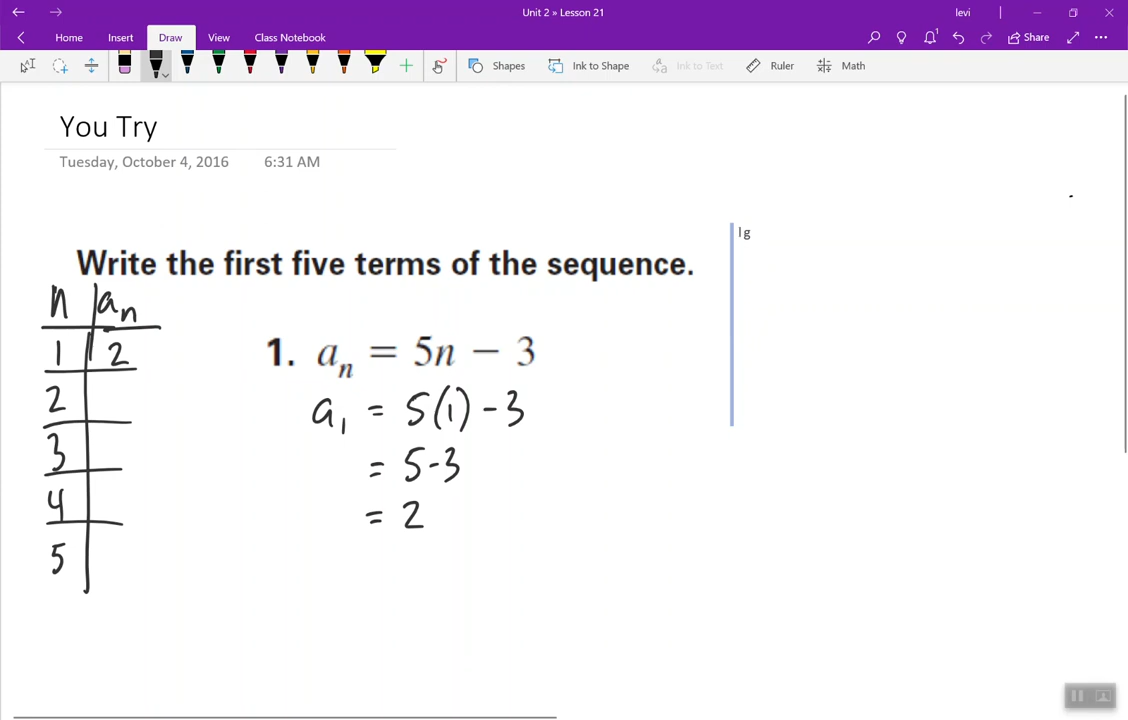 Unit 2 » Lesson 21
levi
Home Insert Draw View Class Notebook
Share
Shapes Ink to Shape Ink to Text Ruler Math
You Try
Tuesday, October 4, 2016 6:31 AM
Write the first five terms of the sequence.
n aₙ
1 2
2
3
4
5
1. aₙ = 5n − 3
a₁ = 5(1) - 3
= 5-3
= 2